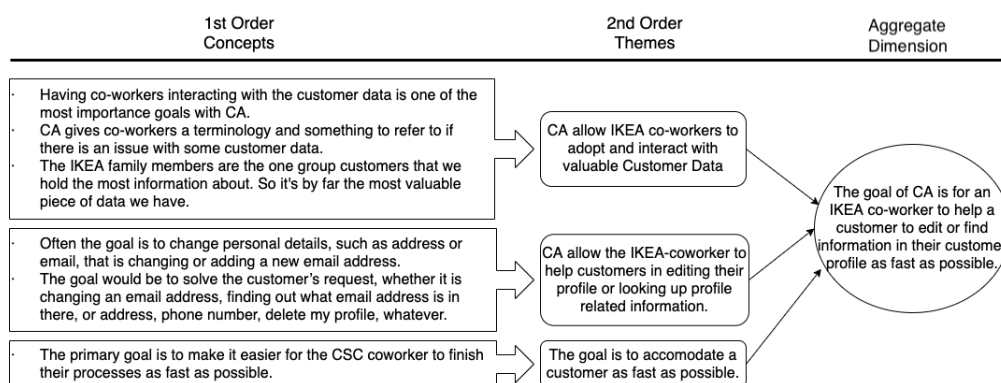 1st Order
Concepts
2nd Order
Themes
Aggregate
Dimension
· Having co-workers interacting with the customer data is one of the
most importance goals with CA.
· CA gives co-workers a terminology and something to refer to if
there is an issue with some customer data.
· The IKEA family members are the one group customers that we
hold the most information about. So it's by far the most valuable
piece of data we have.
CA allow IKEA co-workers to
adopt and interact with
valuable Customer Data
· Often the goal is to change personal details, such as address or
email, that is changing or adding a new email address.
· The goal would be to solve the customer's request, whether it is
changing an email address, finding out what email address is in
there, or address, phone number, delete my profile, whatever.
CA allow the IKEA-coworker to
help customers in editing their
profile or looking up profile
related information.
· The primary goal is to make it easier for the CSC coworker to finish
their processes as fast as possible.
The goal is to accomodate a
customer as fast as possible.
The goal of CA is for an
IKEA co-worker to help a
customer to edit or find
information in their custome
profile as fast as possible.